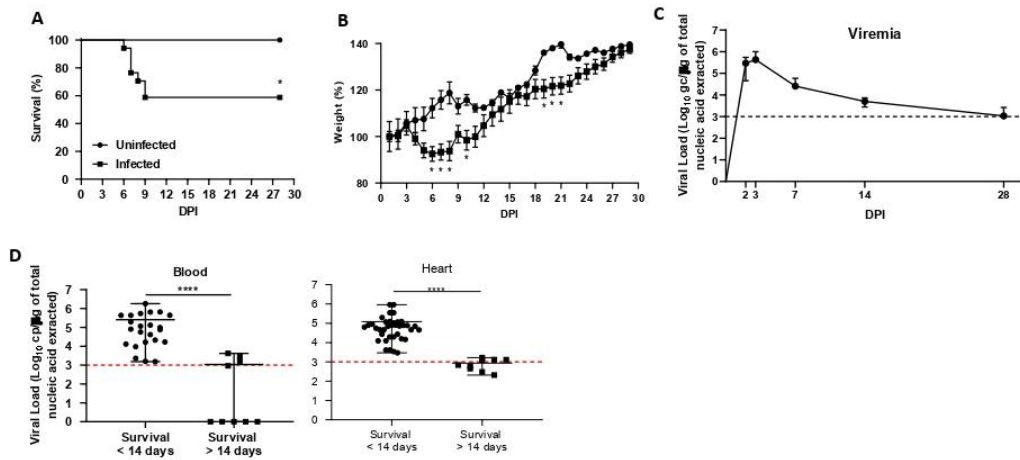 A
Survival (%)
100
80
60
40
20
0
*
Uninfected
Infected
0 3 6 9 12 15 18 21 24 27 30
DPI
B
Weight (%)
140
120
100
80
* * *
*
* * *
0 3 6 9 12 15 18 21 24 27 30
DPI
C
Viremia
Viral Load (Log10 gc/µg of total
nucleic acid exracted)
7
6
5
4
3
2
1
0
2 3 7 14 28
DPI
D
Blood
Viral Load (Log10 cp/µg of total
nucleic acid exracted)
****
6
5
4
3
3
2
1
0
Survival
< 14 days
Survival
> 14 days
Heart
****
6
5
4
3
2
1
0
Survival
< 14 days
Survival
> 14 days